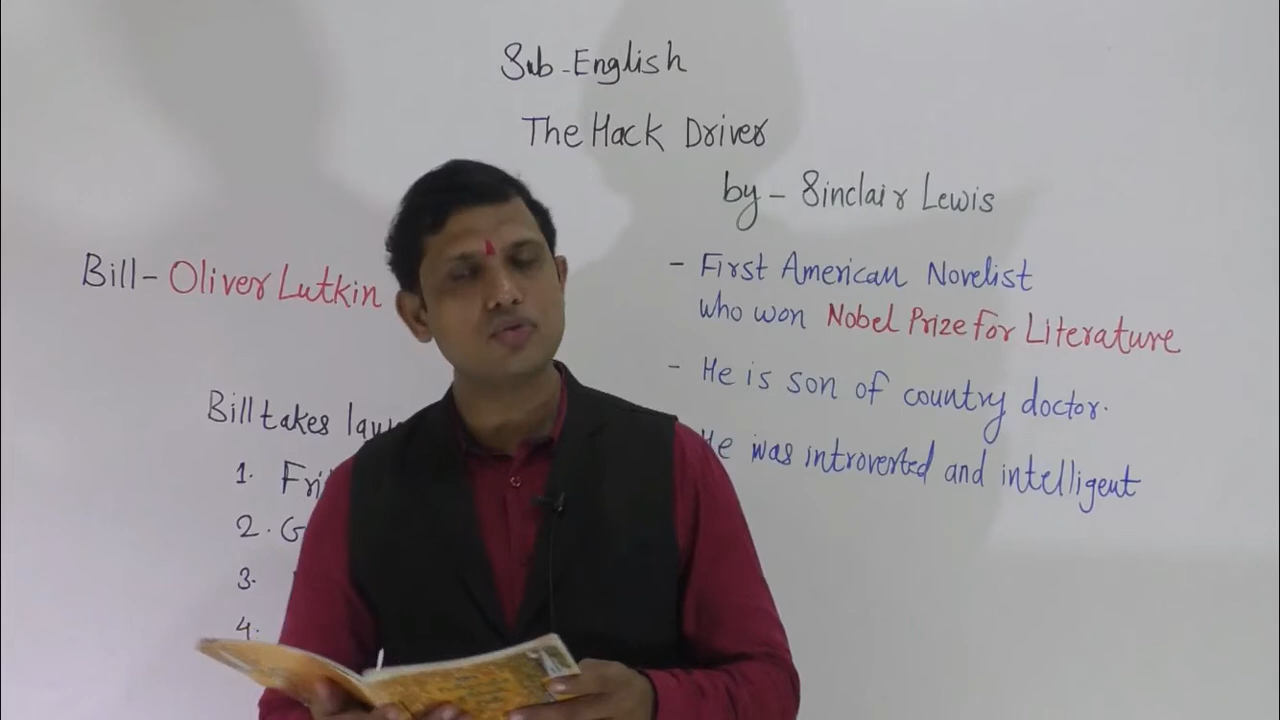 Sub - English
The Hack Driver
by - Sinclair Lewis
- First American Novelist
who won Nobel Prize For Literature
- He is son of country doctor.
He was introverted and intelligent
Bill - Oliver Lutkin
Bill takes
1.
2.
3.
4.